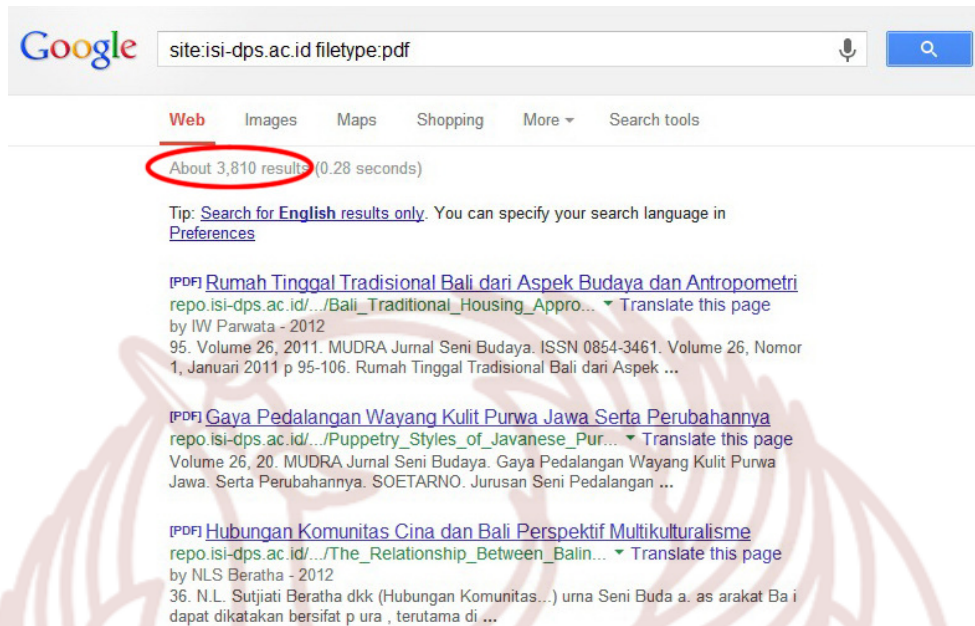 Google site:isi-dps.ac.id filetype:pdf
Web Images Maps Shopping More Search tools
About 3,810 results (0.28 seconds)
Tip: Search for English results only. You can specify your search language in
Preferences
[PDF] Rumah Tinggal Tradisional Bali dari Aspek Budaya dan Antropometri
repo.isi-dps.ac.id/.../Bali_Traditional_Housing_Appro... Translate this page
by IW Parwata - 2012
95. Volume 26, 2011. MUDRA Jurnal Seni Budaya. ISSN 0854-3461. Volume 26, Nomor
1, Januari 2011 p 95-106. Rumah Tinggal Tradisional Bali dari Aspek ...
[PDF] Gaya Pedalangan Wayang Kulit Purwa Jawa Serta Perubahannya
repo.isi-dps.ac.id/.../Puppetry_Styles_of_Javanese_Pur... Translate this page
Volume 26, 20. MUDRA Jurnal Seni Budaya. Gaya Pedalangan Wayang Kulit Purwa
Jawa. Serta Perubahannya. SOETARNO. Jurusan Seni Pedalangan ...
[PDF] Hubungan Komunitas Cina dan Bali Perspektif Multikulturalisme
repo.isi-dps.ac.id/.../The_Relationship_Between_Balin... Translate this page
by NLS Beratha - 2012
36. N.L. Sutjiati Beratha dkk (Hubungan Komunitas...) urna Seni Buda a. as arakat Ba i
dapat dikatakan bersifat p ura , terutama di ...